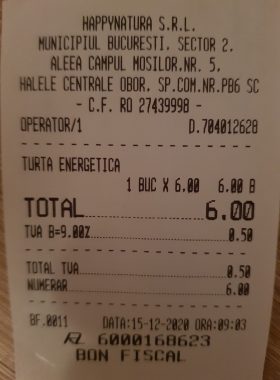 HAPPYNATURA S.R.L.
MUNICIPIUL BUCURESTI, SECTOR 2,
ALEEA CAMPUL MOSILOR,NR. 5,
HALELE CENTRALE OBOR, SP.COM.NR.PB6 SC
- C.F. RO 27439998 -
OPERATOR/1 D.704012628
TURTA ENERGETICA
1 BUC X 6.00 6.00 B
TOTAL 6.00
TVA B=9.00% 0.50
TOTAL TVA 0.50
NUMERAR 6.00
BF.0011 DATA:15-12-2020 ORA:09:03
6000168623
BON FISCAL